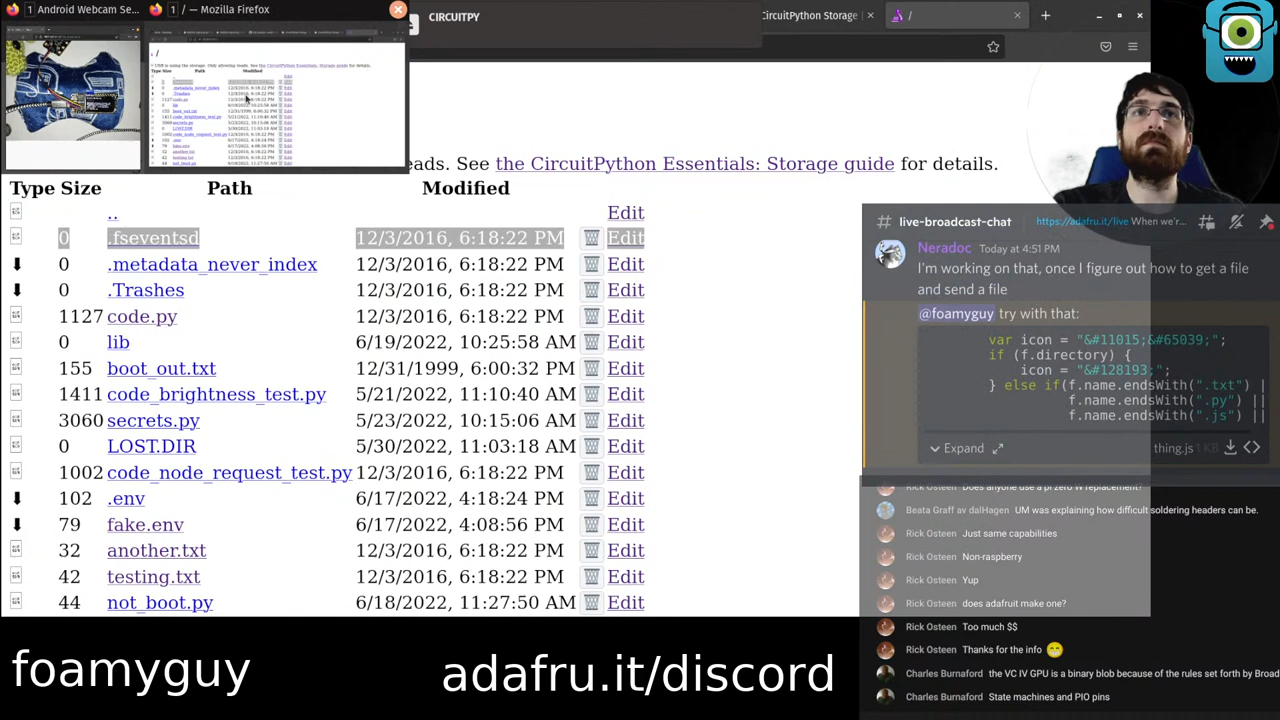 1 Android Webcam Se...
1 / — Mozilla Firefox
CIRCUITPY
CircuitPython Storage
/
eads. See the CircuitPython Essentials: Storage guide for details.
Type Size Path Modified
.. Edit
0 .fseventsd 12/3/2016, 6:18:22 PM Edit
0 .metadata_never_index 12/3/2016, 6:18:22 PM Edit
0 .Trashes 12/3/2016, 6:18:22 PM Edit
1127 code.py 12/3/2016, 6:18:22 PM Edit
0 lib 6/19/2022, 10:25:58 AM Edit
155 boot_out.txt 12/31/1999, 6:00:32 PM Edit
1411 code_brightness_test.py 5/21/2022, 11:10:40 AM Edit
3060 secrets.py 5/23/2022, 10:15:06 AM Edit
0 LOST.DIR 5/30/2022, 11:03:18 AM Edit
1002 code_node_request_test.py 12/3/2016, 6:18:22 PM Edit
102 .env 6/17/2022, 4:18:24 PM Edit
79 fake.env 6/17/2022, 4:08:56 PM Edit
32 another.txt 12/3/2016, 6:18:22 PM Edit
42 testing.txt 12/3/2016, 6:18:22 PM Edit
44 not_boot.py 6/18/2022, 11:27:50 AM Edit
# live-broadcast-chat https://adafru.it/live When we'r...
Neradoc Today at 4:51 PM
I'm working on that, once I figure out how to get a file
and send a file
@foamyguy try with that:
var icon = "&#11015;&#65039;";
if (f.directory) {
icon = "&#128193;";
} else if(f.name.endsWith(".txt") |
f.name.endsWith(".py") ||
f.name.endsWith(".js") ||
Expand thing.js 1 KB
Rick Osteen Does anyone use a pi zero W replacement?
Beata Graff av dalHagen UM was explaining how difficult soldering headers can be.
Rick Osteen Just same capabilities
Rick Osteen Non-raspberry
Rick Osteen Yup
Rick Osteen does adafruit make one?
Rick Osteen Too much $$
Rick Osteen Thanks for the info 😁
Charles Burnaford the VC IV GPU is a binary blob because of the rules set forth by Broad
Charles Burnaford State machines and PIO pins
foamyguy
adafru.it/discord